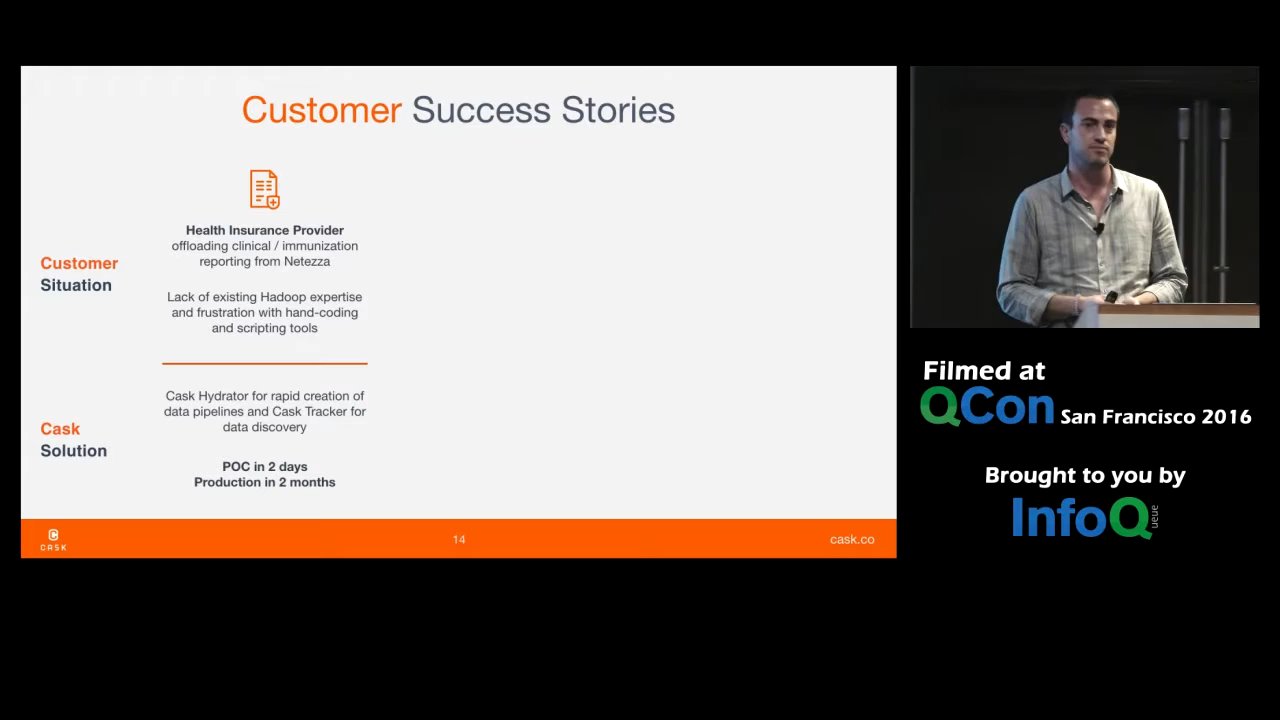 Customer Success Stories
Health Insurance Provider
offloading clinical / immunization
reporting from Netezza
Customer
Situation
Lack of existing Hadoop expertise
and frustration with hand-coding
and scripting tools
Cask Hydrator for rapid creation of
data pipelines and Cask Tracker for
data discovery
Cask
Solution
POC in 2 days
Production in 2 months
CASK
14
cask.co
Filmed at
QCon San Francisco 2016
Brought to you by
InfoQ
ueue